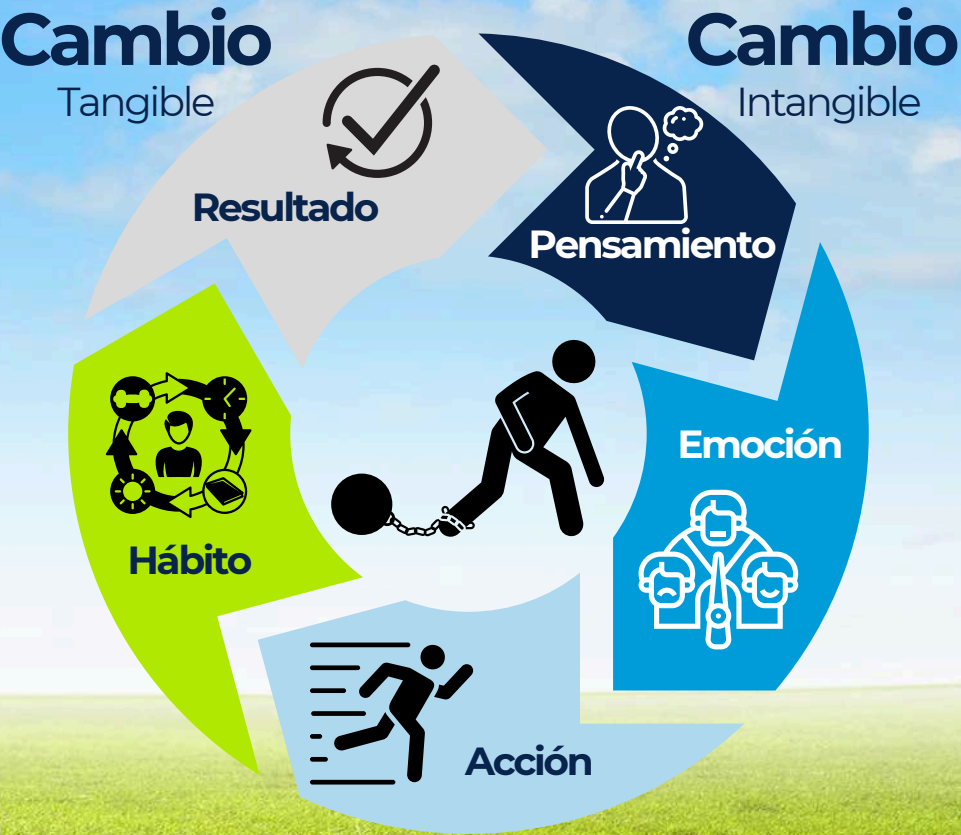 Cambio
Tangible
Cambio
Intangible
Resultado
Pensamiento
Emoción
Hábito
Acción